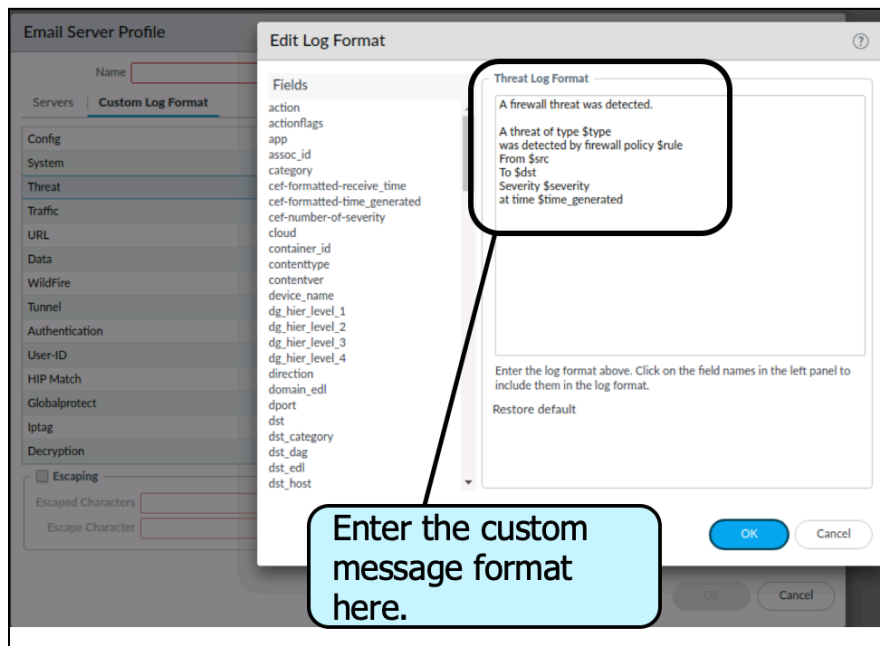 Email Server Profile
Name
Servers
Custom Log Format
Config
System
Threat
Traffic
URL
Data
WildFire
Tunnel
Authentication
User-ID
HIP Match
Globalprotect
Iptag
Decryption
Escaping
Escaped Characters
Escape Character
OK
Cancel
Edit Log Format
?
Fields
action
actionflags
app
assoc_id
category
cef-formatted-receive_time
cef-formatted-time_generated
cef-number-of-severity
cloud
container_id
contenttype
contentver
device_name
dg_hier_level_1
dg_hier_level_2
dg_hier_level_3
dg_hier_level_4
direction
domain_edl
dport
dst
dst_category
dst_dag
dst_edl
dst_host
Threat Log Format
A firewall threat was detected.
A threat of type $type
was detected by firewall policy $rule
From $src
To $dst
Severity $severity
at time $time_generated
Enter the log format above. Click on the field names in the left panel to
include them in the log format.
Restore default
OK
Cancel
Enter the custom
message format
here.